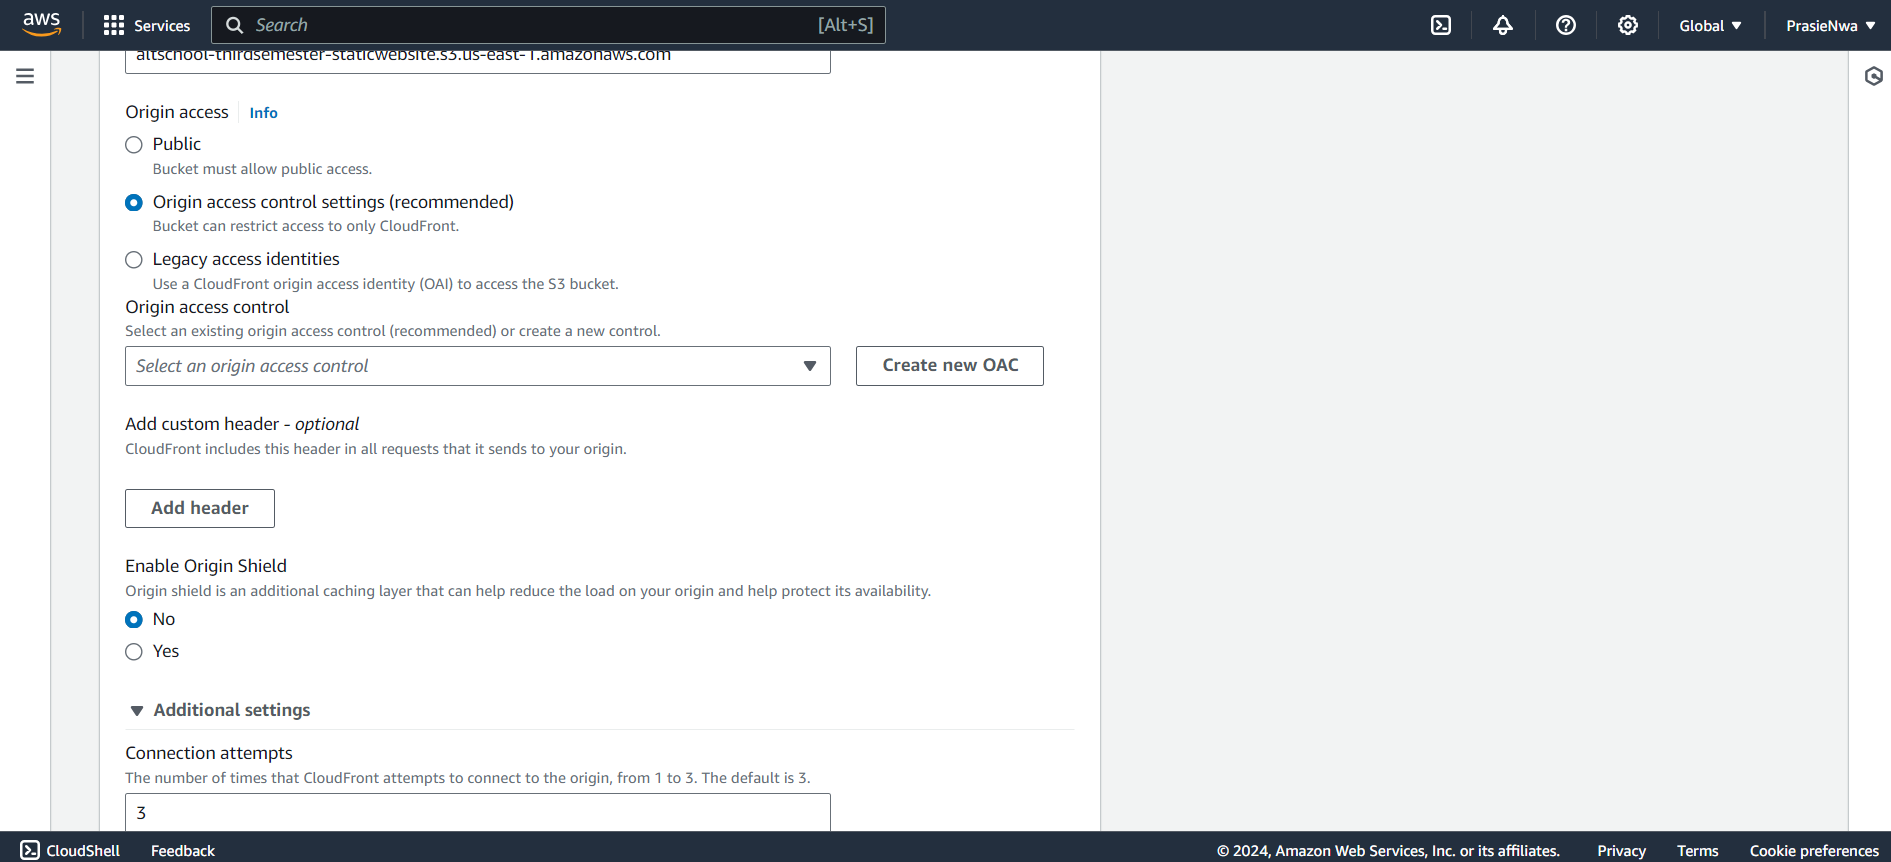 aws
Services
Search
[Alt+S]
Global
PrasieNwa
altschool-thirdsemester-staticwebsite.s3.us-east-1.amazonaws.com
Origin access
Info
Public
Bucket must allow public access.
Origin access control settings (recommended)
Bucket can restrict access to only CloudFront.
Legacy access identities
Use a CloudFront origin access identity (OAI) to access the S3 bucket.
Origin access control
Select an existing origin access control (recommended) or create a new control.
Select an origin access control
Create new OAC
Add custom header - optional
CloudFront includes this header in all requests that it sends to your origin.
Add header
Enable Origin Shield
Origin shield is an additional caching layer that can help reduce the load on your origin and help protect its availability.
No
Yes
Additional settings
Connection attempts
The number of times that CloudFront attempts to connect to the origin, from 1 to 3. The default is 3.
3
CloudShell
Feedback
© 2024, Amazon Web Services, Inc. or its affiliates.
Privacy
Terms
Cookie preferences